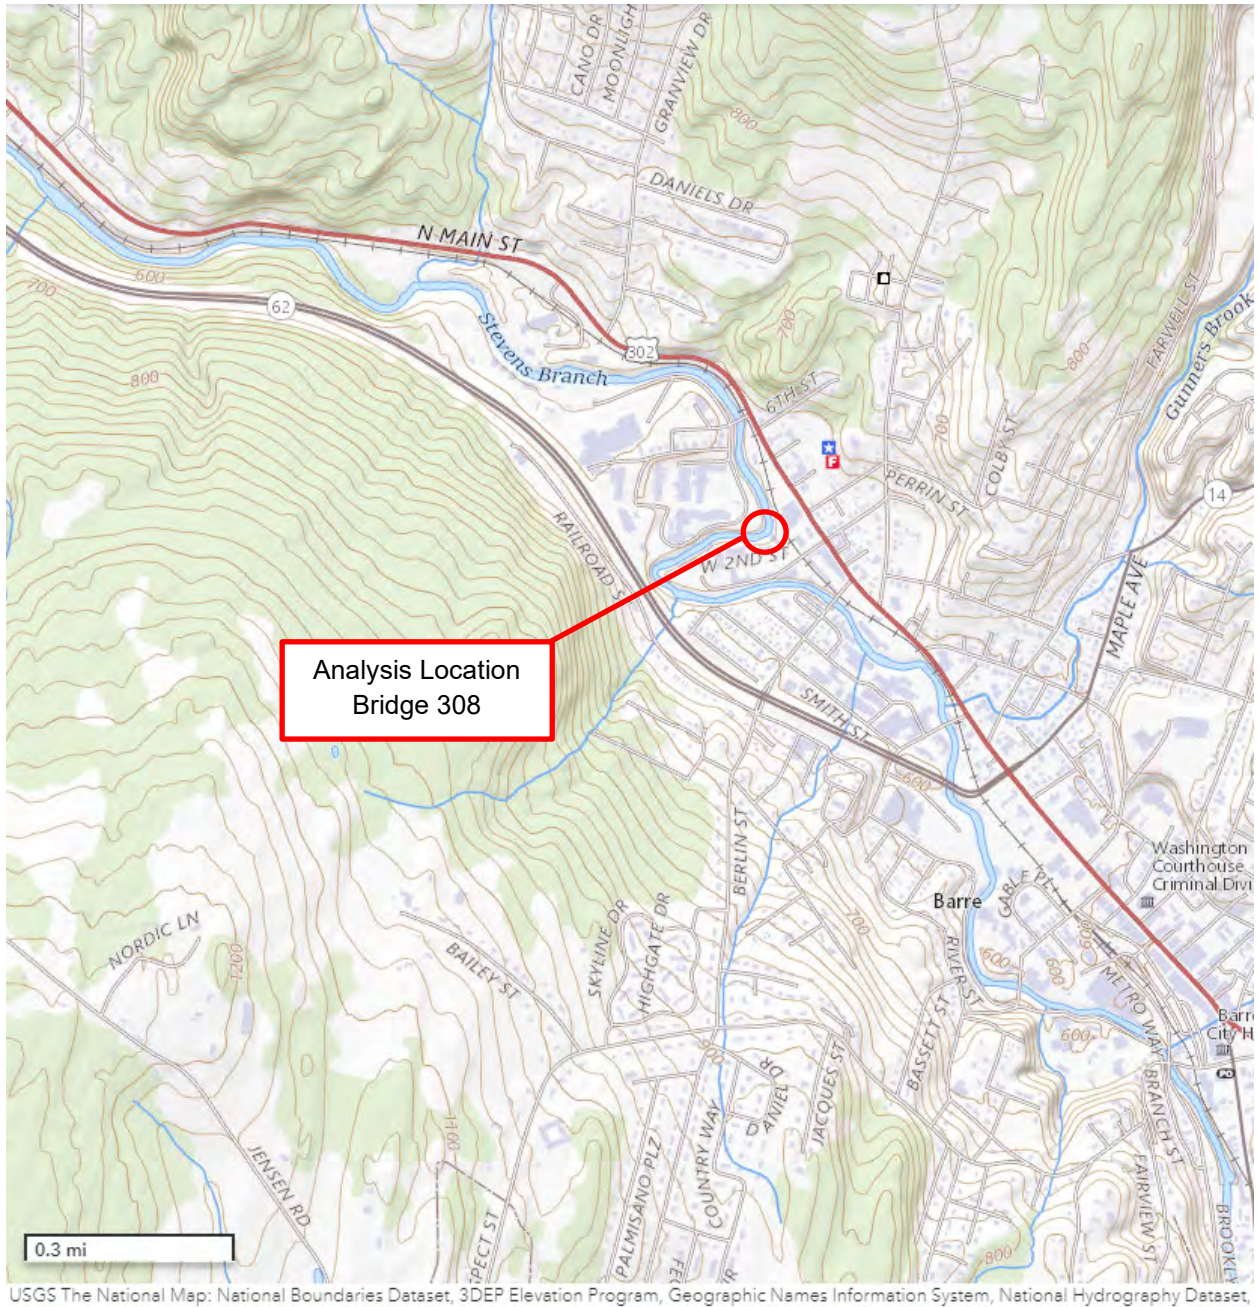 CANO DR
MOONLIGH
GRANVIEW DR
800
DANIELS DR
N MAIN ST
600
700
62
Stevens Branch
302
700
800
FARWELL ST
Gunners Brook
800
6TH ST
F
PERRIN ST
700
COLBY ST
14
RAILROAD S
W 2ND ST
MAPLE AVE
Analysis Location
Bridge 308
SMITH ST
600
BERLIN ST
Washington
Courthouse
Criminal Divi
Barre
GABLE PL
NORDIC LN
1200
BAILEY ST
SKYLINE DR
HIGHGATE DR
700
RIVER ST
600
600
600
METRO WAY
600
Barre
City H
BASSETT ST
900
DANIEL DR
JACQUES ST
BRANCH ST
1100
JENSEN RD
PALMISANO PLZ
COUNTRY WAY
FAIRVIEW ST
PECT ST
800
BROOK
0.3 mi
USGS The National Map: National Boundaries Dataset, 3DEP Elevation Program, Geographic Names Information System, National Hydrography Dataset,